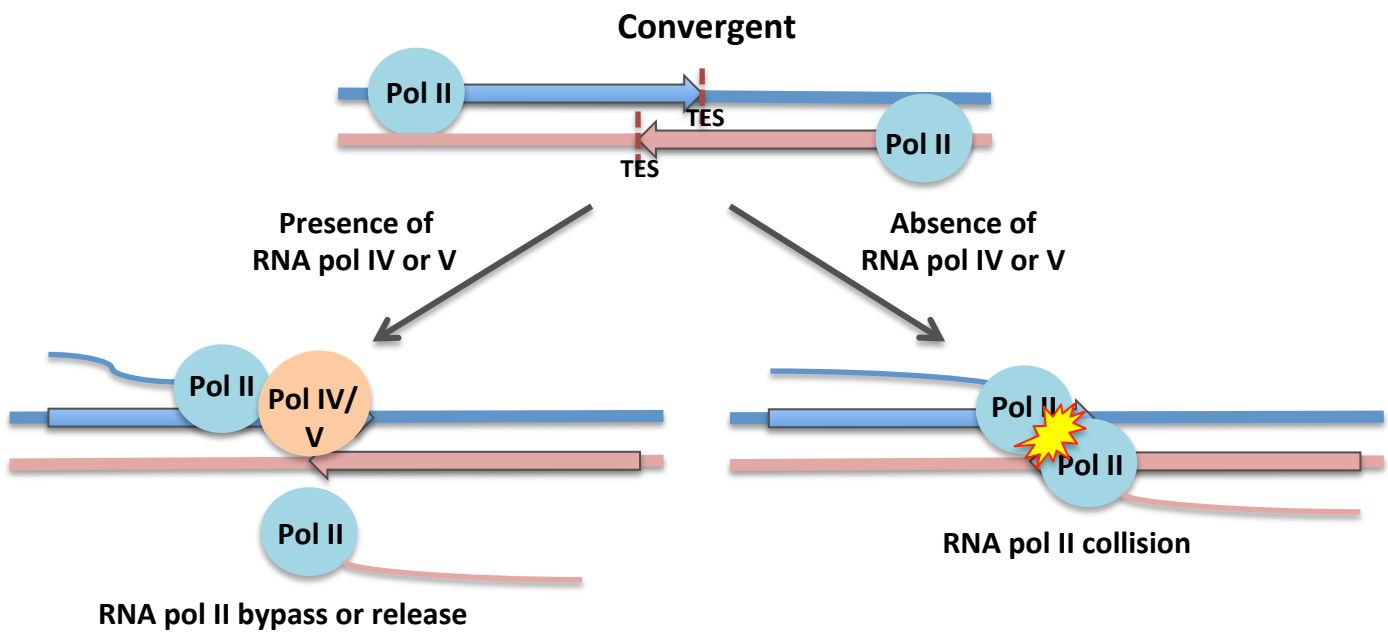 Convergent
Pol II
TES
Pol II
TES
Presence of
RNA pol IV or V
Absence of
RNA pol IV or V
Pol II
Pol IV/
V
Pol II
RNA pol II bypass or release
Pol II
Pol II
RNA pol II collision